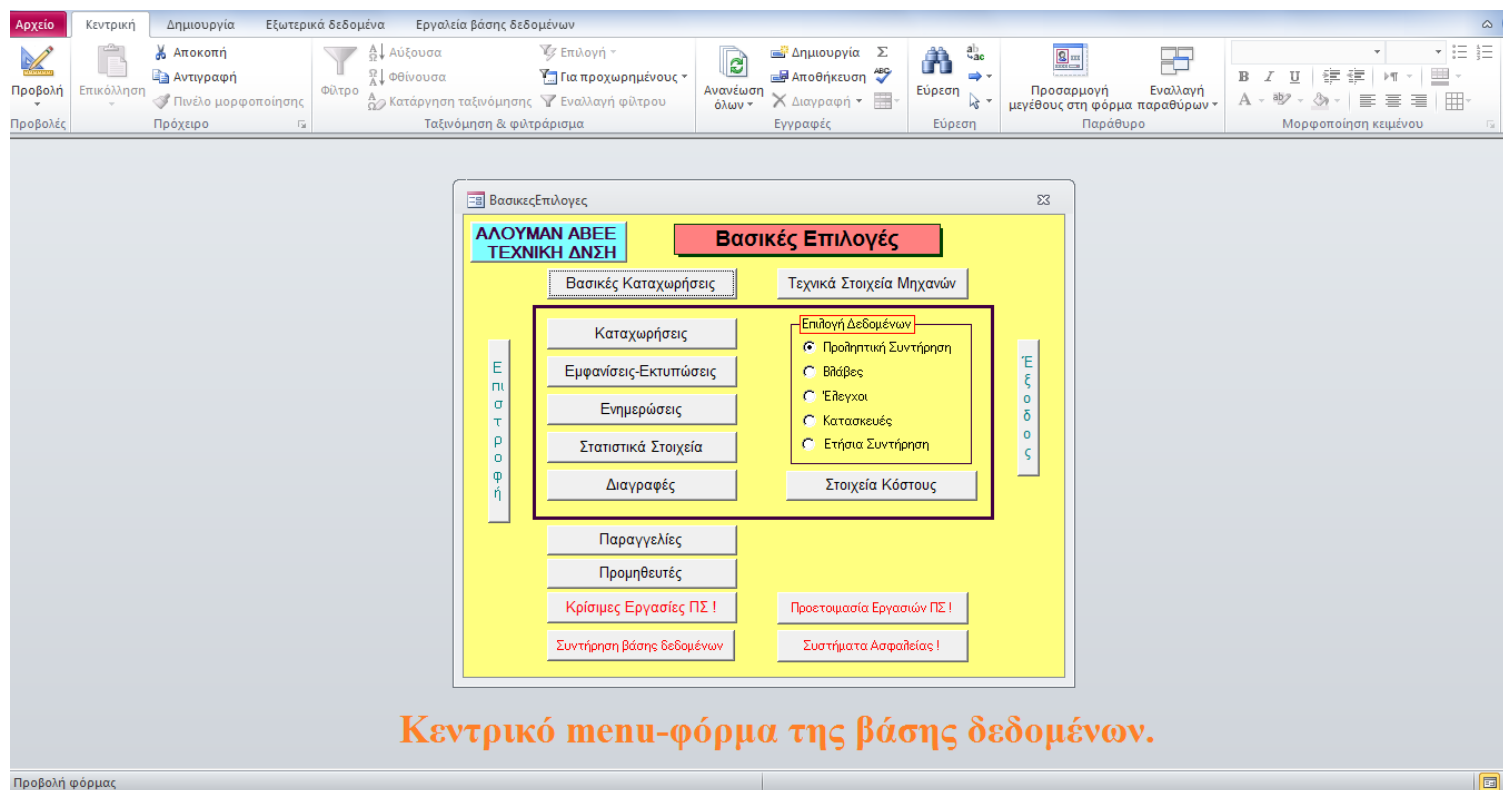 Αρχείο Κεντρική Δημιουργία Εξωτερικά δεδομένα Εργαλεία βάσης δεδομένων
Προβολή
Προβολές
Επικόλληση
Αποκοπή
Αντιγραφή
Πινέλο μορφοποίησης
Πρόχειρο
Φίλτρο
Αύξουσα
Φθίνουσα
Κατάργηση ταξινόμησης
Επιλογή
Για προχωρημένους
Εναλλαγή φίλτρου
Ταξινόμηση & φιλτράρισμα
Ανανέωση
όλων
Δημιουργία Σ
Αποθήκευση
Διαγραφή
Εγγραφές
Εύρεση
Εύρεση
Προσαρμογή
μεγέθους στη φόρμα
Εναλλαγή
παραθύρων
Παράθυρο
B I U
A
Μορφοποίηση κειμένου
ΒασικεςΕπιλογες
ΑΛΟΥΜΑΝ ΑΒΕΕ
ΤΕΧΝΙΚΗ ΔΝΣΗ
Βασικές Επιλογές
Βασικές Καταχωρήσεις
Τεχνικά Στοιχεία Μηχανών
Επιστροφή
Καταχωρήσεις
Εμφανίσεις-Εκτυπώσεις
Ενημερώσεις
Στατιστικά Στοιχεία
Διαγραφές
Επιλογή Δεδομένων
Προληπτική Συντήρηση
Βλάβες
Έλεγχοι
Κατασκευές
Ετήσια Συντήρηση
Στοιχεία Κόστους
Έξοδος
Παραγγελίες
Προμηθευτές
Κρίσιμες Εργασίες ΠΣ !
Προετοιμασία Εργασιών ΠΣ !
Συντήρηση βάσης δεδομένων
Συστήματα Ασφαλείας !
Κεντρικό menu-φόρμα της βάσης δεδομένων.
Προβολή φόρμας